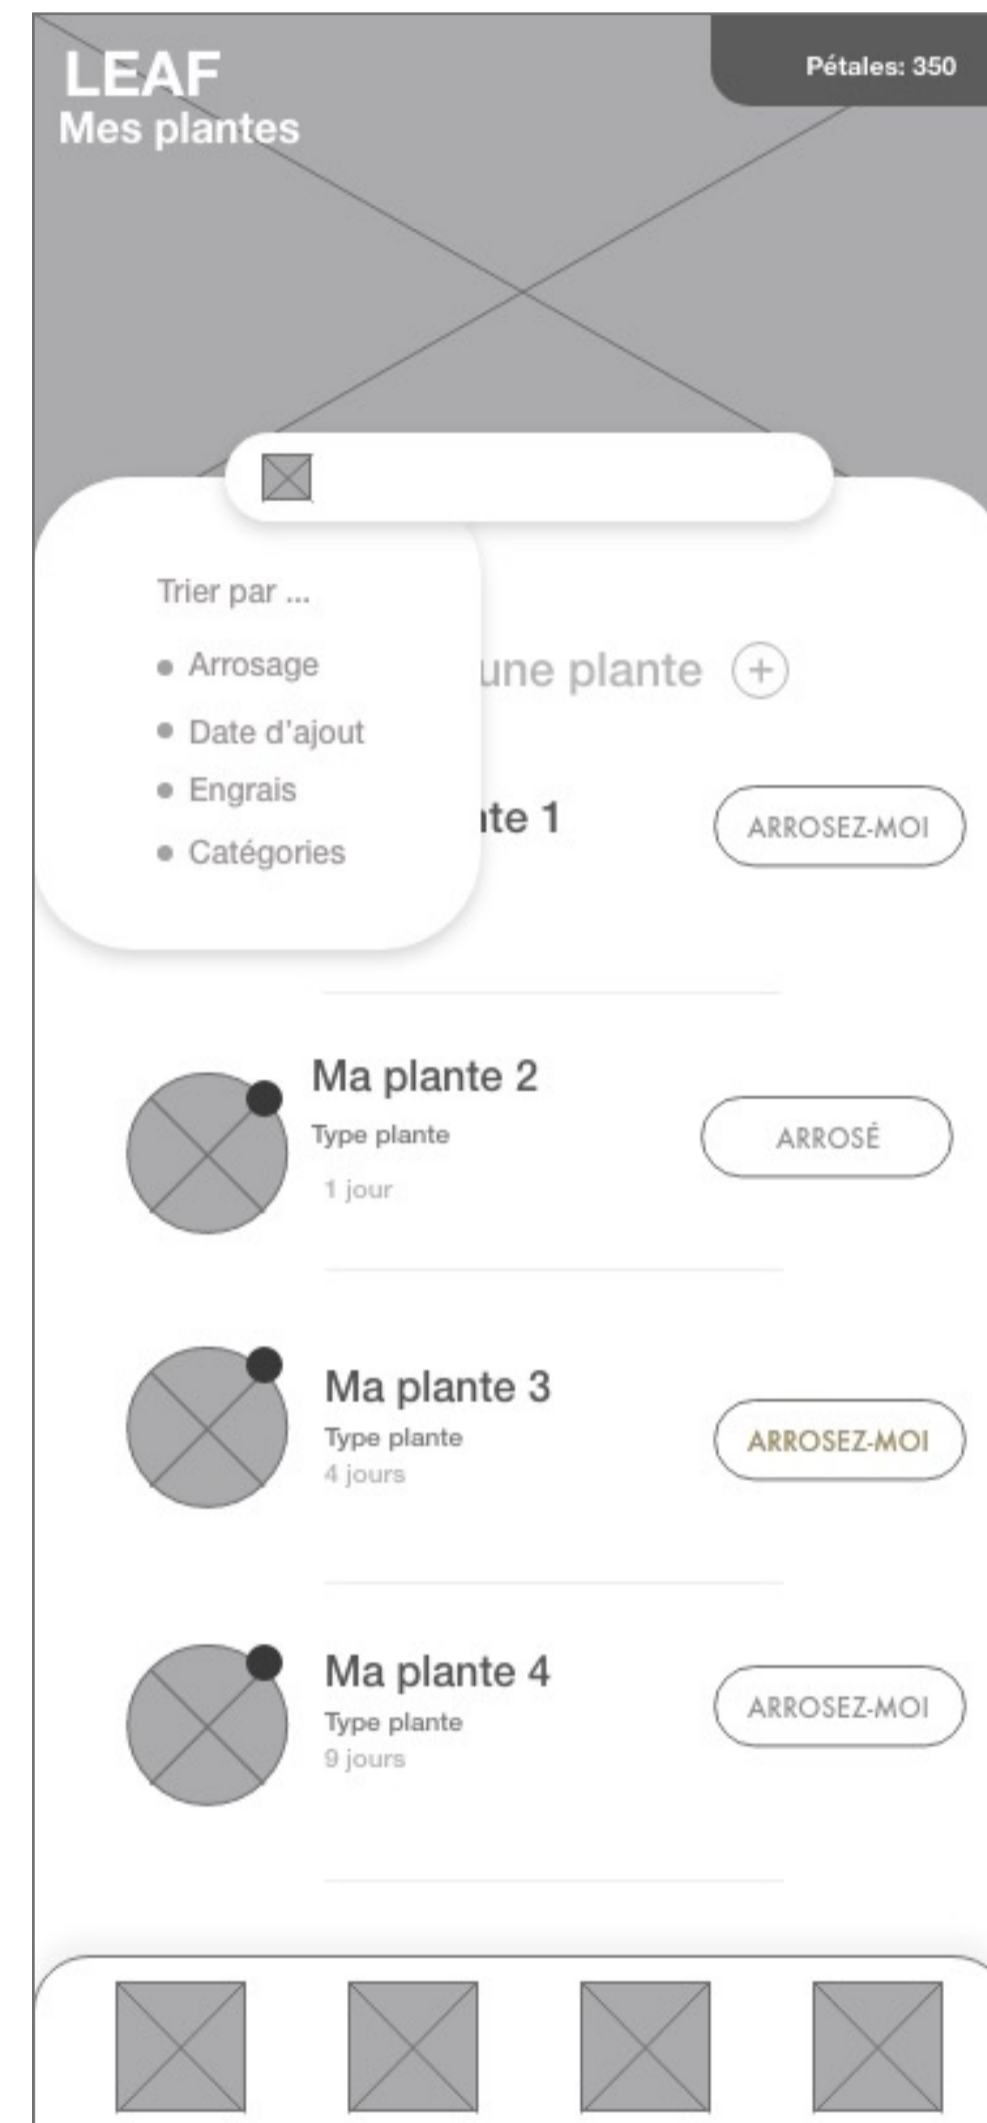 LEAF
Pétales: 350
Mes plantes
Trier par ...
Arrosage
Date d'ajout
Engrais
Catégories
une plante +
1
ARROSEZ-MOI
Ma plante 2
Type plante
1 jour
ARROSÉ
Ma plante 3
Type plante
4 jours
ARROSEZ-MOI
Ma plante 4
Type plante
9 jours
ARROSEZ-MOI